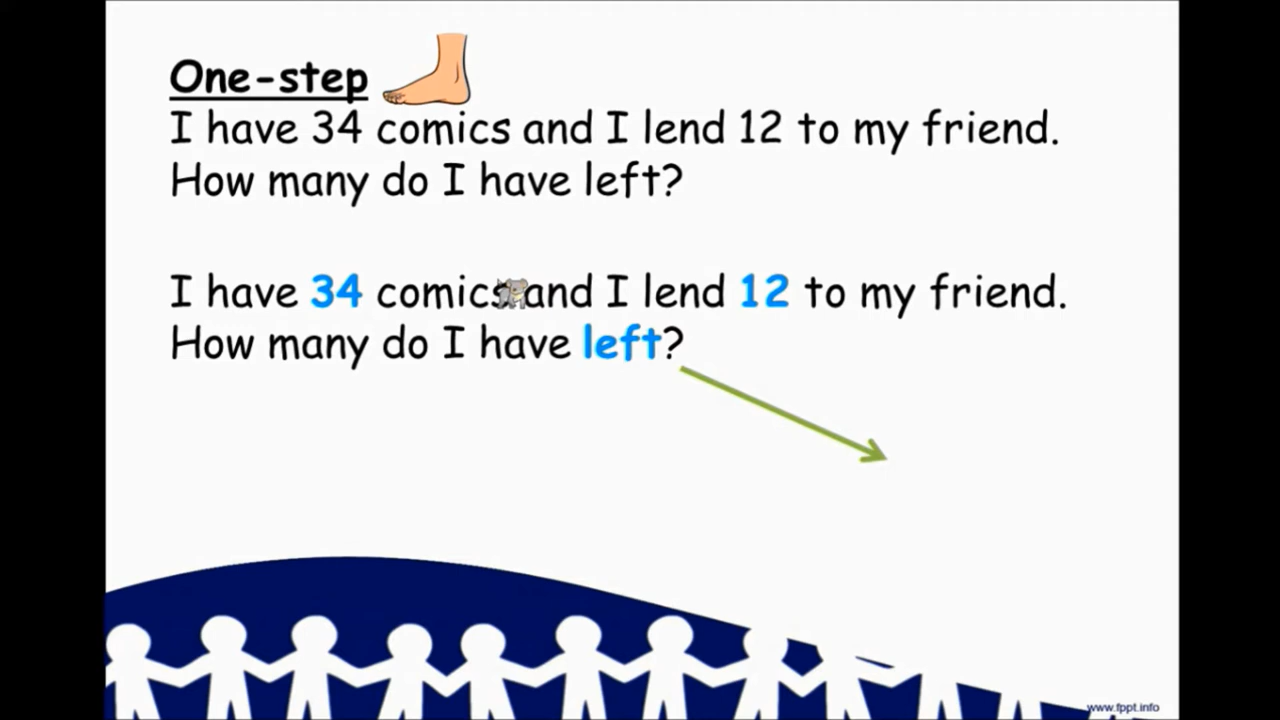 One-step
I have 34 comics and I lend 12 to my friend.
How many do I have left?
I have 34 comics and I lend 12 to my friend.
How many do I have left?
www.fppt.info